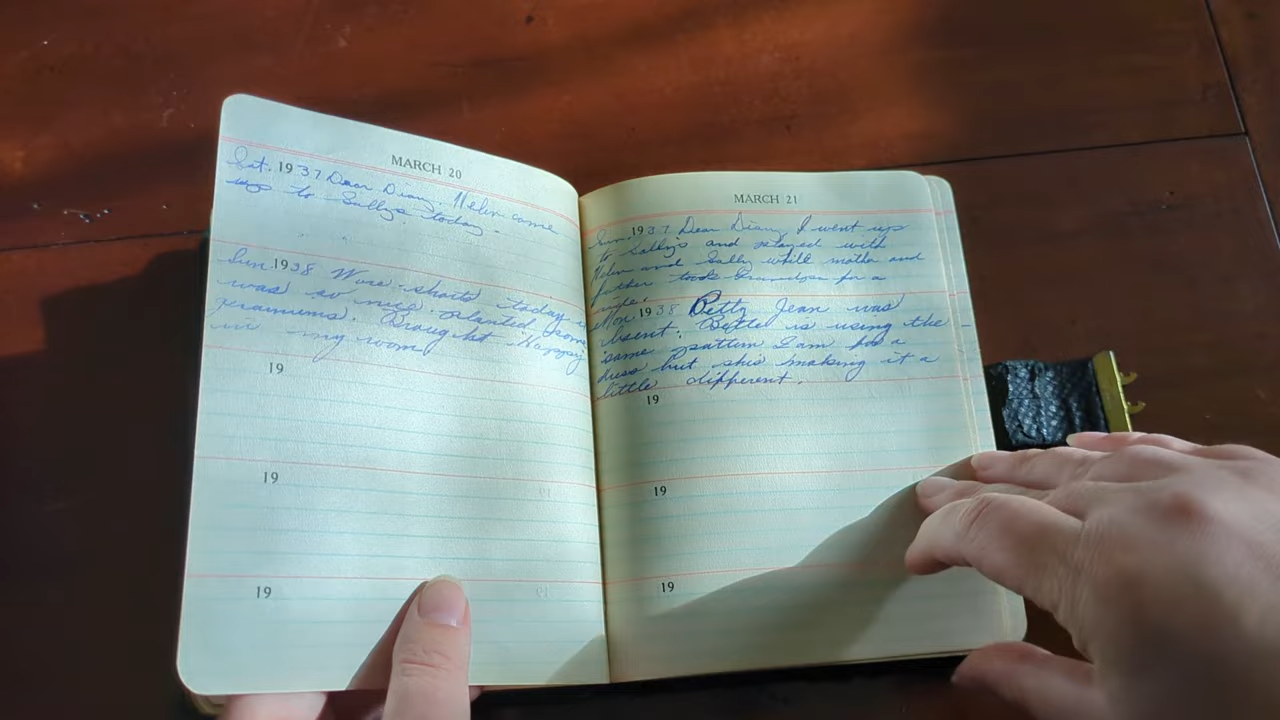 MARCH 20
Sat. 1937 Dear Diary. Helen came
up to Sallys today.
Sun. 1938 Wore shorts today
was so nice. Planted some
geraniums. Brought Happy
in my room
19
19
19
MARCH 21
Sun. 1937 Dear Diary I went up
to Sally's and stayed with
Helen and Sally while mother and
father took Grandpa for a
ride.
Mon 1938 Betty Jean was
absent. Bettie is using the
same pattern I am for a
dress but she's making it a
little different.
19
19
19